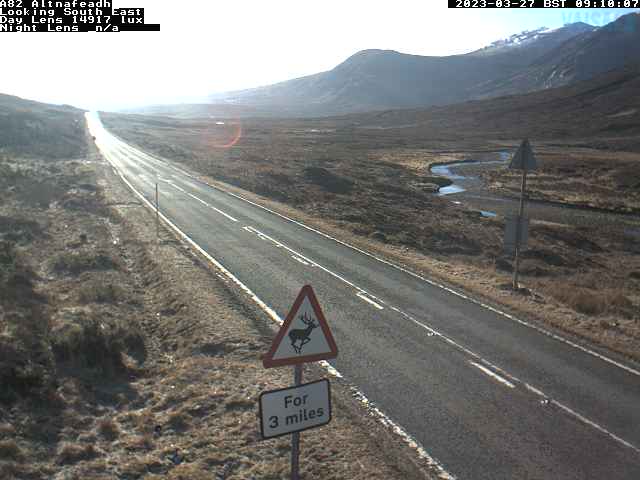 A82 Altnafeadh
Looking South East
Day Lens 14917 lux
Night Lens n/a
2023-03-27 BST 09:10:07
VAISALA
For
3 miles